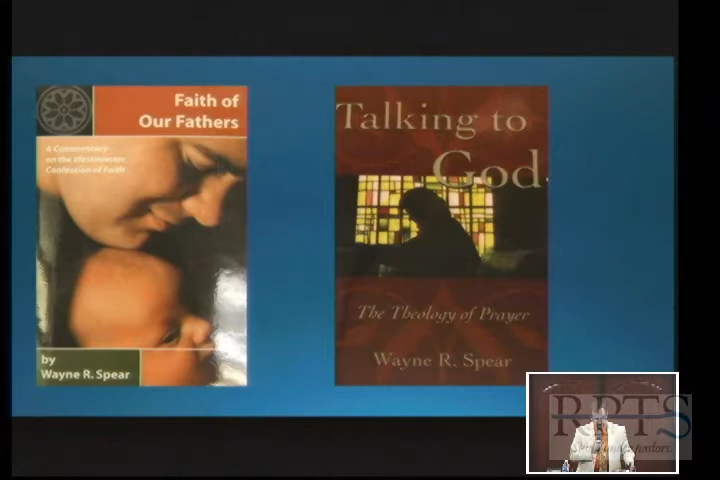 Faith of
Our Fathers
A Commentary
on the Westminster
Confession of Faith
by
Wayne R. Spear
Talking to
God
The Theology of Prayer
Wayne R. Spear
RPTS
pastors.